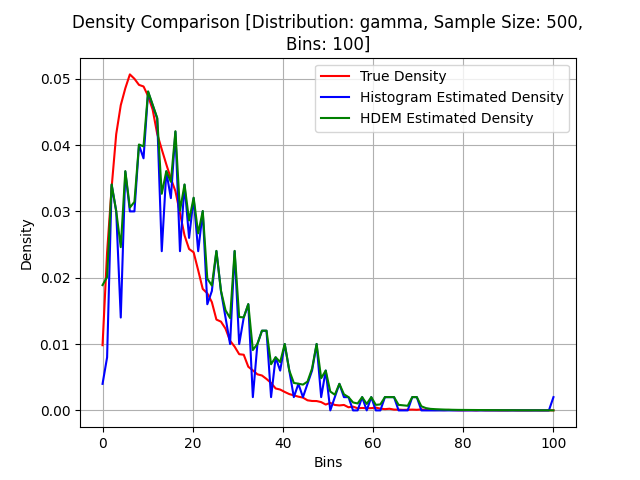 Density Comparison [Distribution: gamma, Sample Size: 500,
Bins: 100]
True Density
Histogram Estimated Density
HDEM Estimated Density
Density
0.05
0.04
0.03
0.02
0.01
0.00
0 20 40 60 80 100
Bins